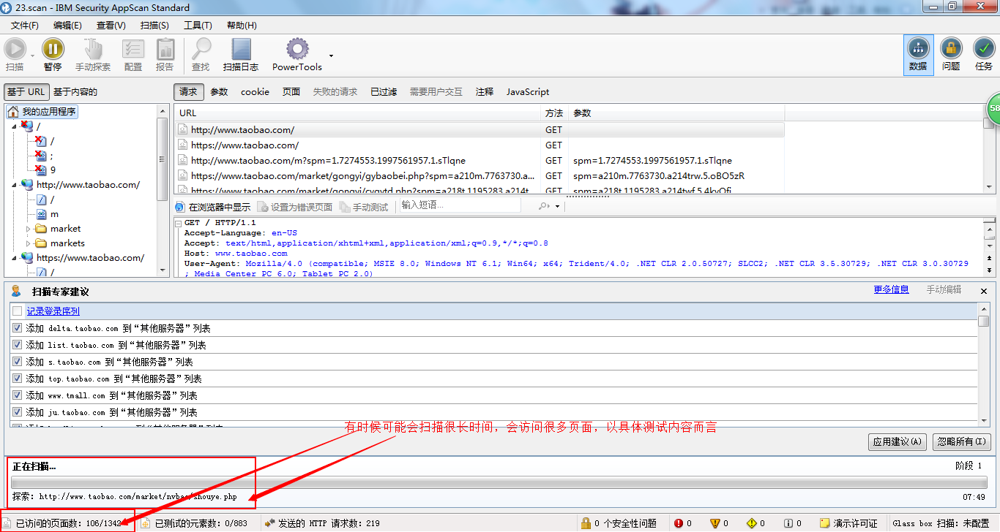 23.scan - IBM Security AppScan Standard
文件(F) 编辑(E) 查看(V) 扫描(S) 工具(T) 帮助(H)
扫描 暂停 手动探索 配置 报告 查找 扫描日志 PowerTools 数据 问题 任务
基于 URL 基于内容的 请求 参数 cookie 页面 失败的请求 已过滤 需要用户交互 注释 JavaScript
我的应用程序
/
/
;
9
http://www.taobao.com/
/
m
market
markets
https://www.taobao.com/
/
URL 方法 参数
http://www.taobao.com/ GET
https://www.taobao.com/ GET
http://www.taobao.com/m?spm=1.7274553.1997561957.1.sTlqne GET spm=1.7274553.1997561957.1.sTlqne
https://www.taobao.com/market/gongyi/gybaobei.php?spm=a210m.7763730.a... GET spm=a210m.7763730.a214trw.5.oBO5zR
58
在浏览器中显示 设置为错误页面 手动测试 输入短语...
GET / HTTP/1.1
Accept-Language: en-US
Accept: text/html,application/xhtml+xml,application/xml;q=0.9,*/*;q=0.8
Host: www.taobao.com
User-Agent: Mozilla/4.0 (compatible; MSIE 8.0; Windows NT 6.1; Win64; x64; Trident/4.0; .NET CLR 2.0.50727; SLCC2; .NET CLR 3.5.30729; .NET CLR 3.0.30729
; Media Center PC 6.0; Tablet PC 2.0)
扫描专家建议 更多信息 手动编辑
记录登录序列
添加 delta.taobao.com 到“其他服务器”列表
添加 list.taobao.com 到“其他服务器”列表
添加 s.taobao.com 到“其他服务器”列表
添加 top.taobao.com 到“其他服务器”列表
添加 www.tmall.com 到“其他服务器”列表
添加 ju.taobao.com 到“其他服务器”列表
有时候可能会扫描很长时间，会访问很多页面，以具体测试内容而言
应用建议(A) 忽略所有(I)
正在扫描... 阶段 1
探索: http://www.taobao.com/market/nvbao/shouye.php 07:49
已访问的页面数: 106/1342 已测试的元素数: 0/883 发送的 HTTP 请求数: 219 0 个安全性问题 0 0 0 0 演示许可证 Glass box 扫描: 未配置